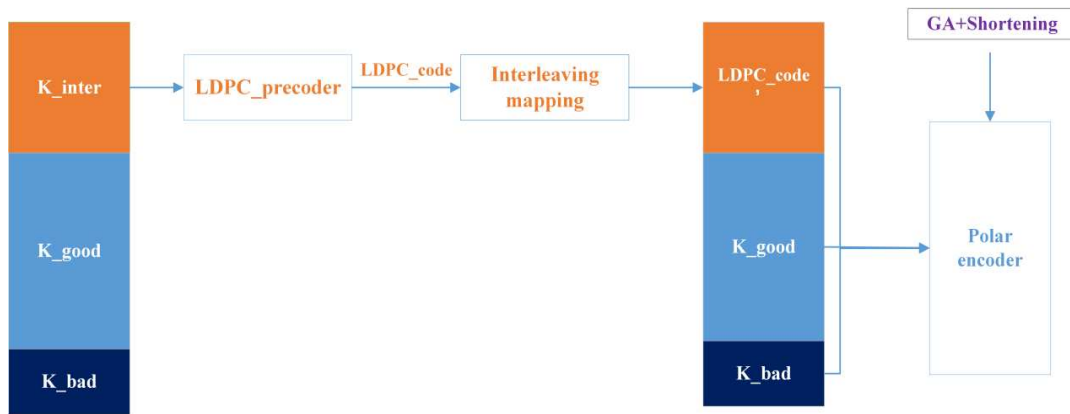 GA+Shortening
K_inter
LDPC_precoder
LDPC_code
Interleaving
mapping
LDPC_code
'
K_good
K_good
Polar
encoder
K_bad
K_bad